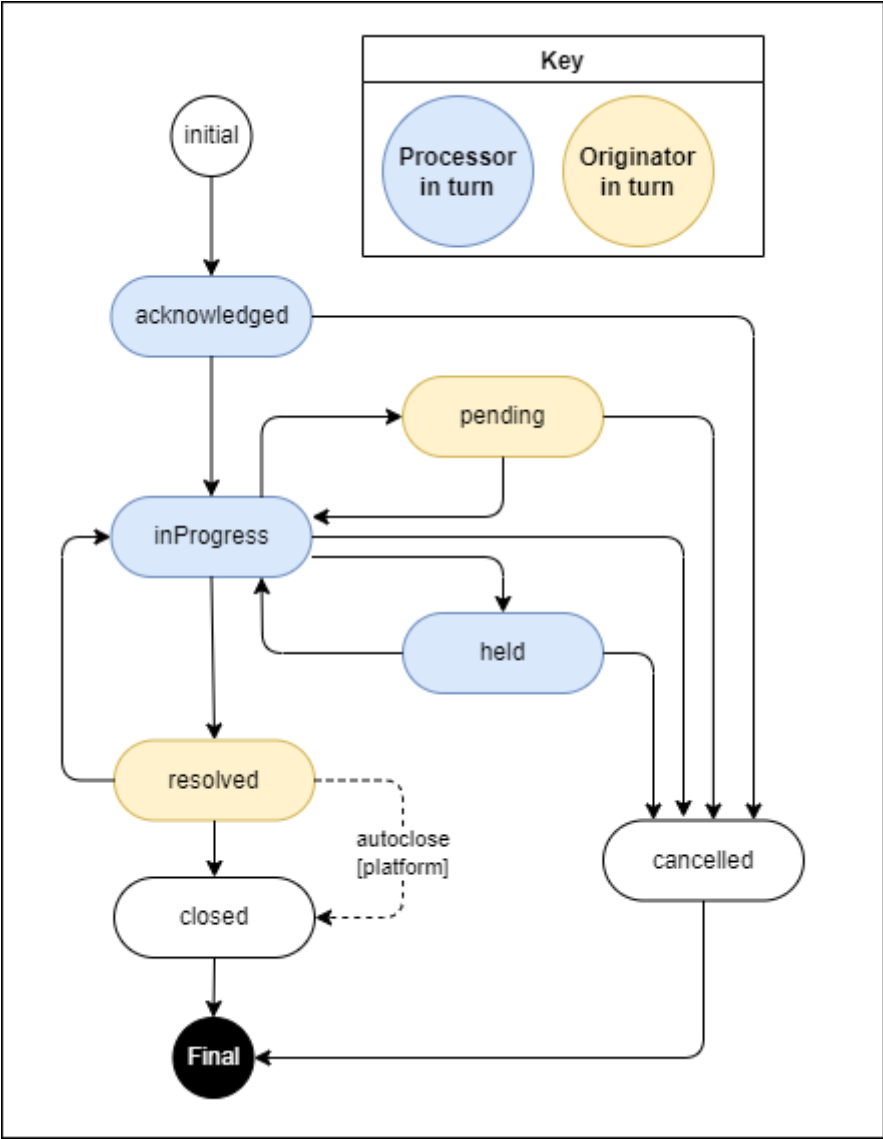 Key
Processor
in turn
Originator
in turn
initial
acknowledged
pending
inProgress
held
resolved
autoclose
[platform]
cancelled
closed
Final